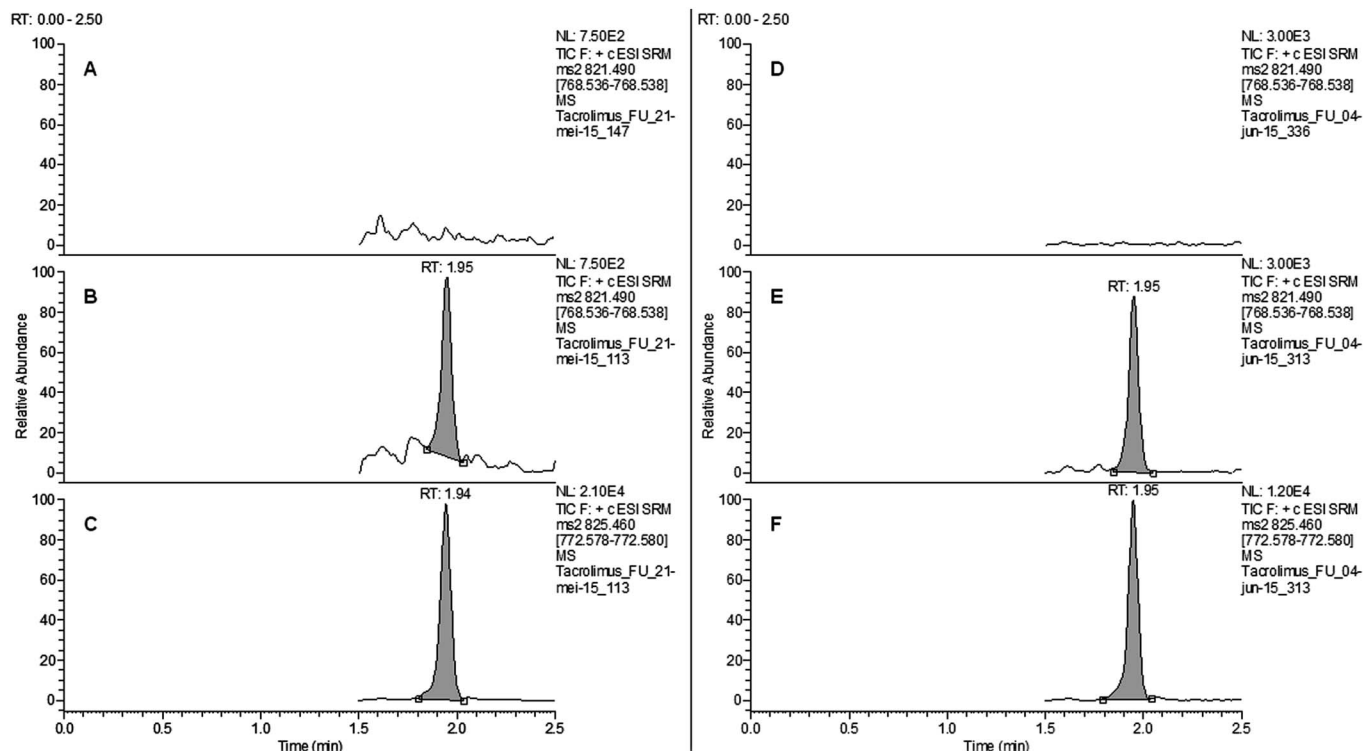 RT: 0.00 - 2.50
100
80
60
40
20
0
A
NL: 7.50E2
TIC F: + c ESI SRM
ms2 821.490
[768.536-768.538]
MS
Tacrolimus_FU_21-
mei-15_147
100
80
60
40
20
0
B
RT: 1.95
NL: 7.50E2
TIC F: + c ESI SRM
ms2 821.490
[768.536-768.538]
MS
Tacrolimus_FU_21-
mei-15_113
Relative Abundance
100
80
60
40
20
0
C
RT: 1.94
NL: 2.10E4
TIC F: + c ESI SRM
ms2 825.460
[772.578-772.580]
MS
Tacrolimus_FU_21-
mei-15_113
0.0 0.5 1.0 1.5 2.0 2.5
Time (min)
RT: 0.00 - 2.50
100
80
60
40
20
0
D
NL: 3.00E3
TIC F: + c ESI SRM
ms2 821.490
[768.536-768.538]
MS
Tacrolimus_FU_04-
jun-15_336
100
80
60
40
20
0
E
RT: 1.95
NL: 3.00E3
TIC F: + c ESI SRM
ms2 821.490
[768.536-768.538]
MS
Tacrolimus_FU_04-
jun-15_313
Relative Abundance
100
80
60
40
20
0
F
RT: 1.95
NL: 1.20E4
TIC F: + c ESI SRM
ms2 825.460
[772.578-772.580]
MS
Tacrolimus_FU_04-
jun-15_313
0.0 0.5 1.0 1.5 2.0 2.5
Time (min)